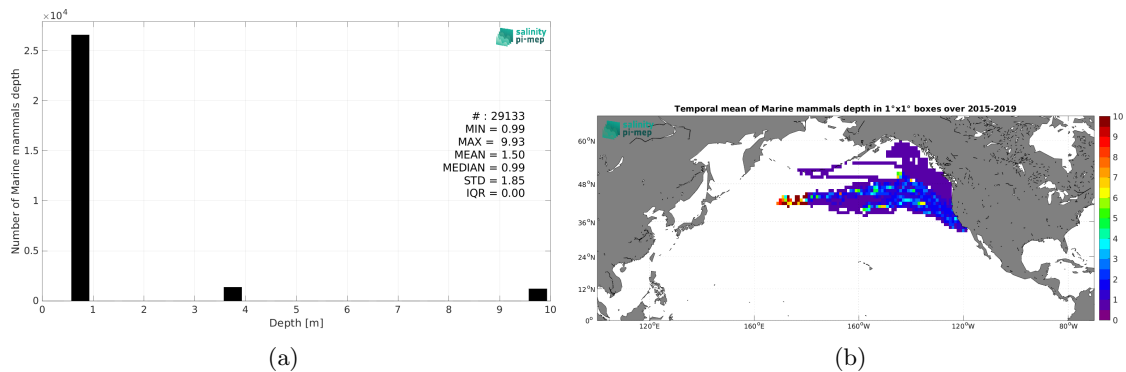 ×10⁴
salinity
pi-mep
Number of Marine mammals depth
2.5
2
1.5
1
0.5
0
# : 29133
MIN = 0.99
MAX = 9.93
MEAN = 1.50
MEDIAN = 0.99
STD = 1.85
IQR = 0.00
0 1 2 3 4 5 6 7 8 9 10
Depth [m]
(a)
Temporal mean of Marine mammals depth in 1°x1° boxes over 2015-2019
salinity
pi-mep
60°N
48°N
36°N
24°N
12°N
0°
120°E 160°E 160°W 120°W 80°W
10
9
8
7
6
5
4
3
2
1
0
(b)